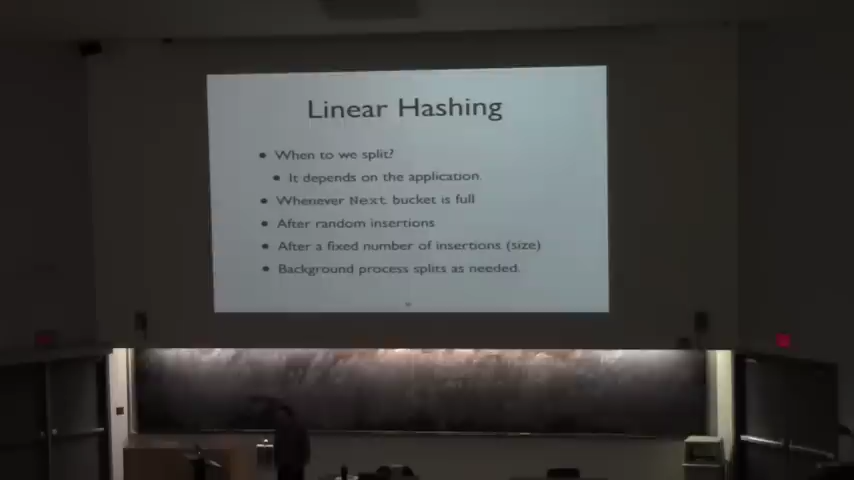 Linear Hashing
When to we split?
It depends on the application.
Whenever Next bucket is full
After random insertions
After a fixed number of insertions (size)
Background process splits as needed.